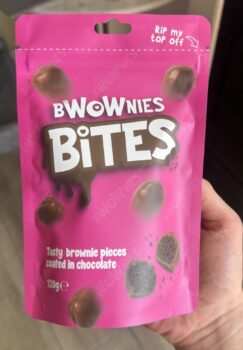 RiP my
top off
BWOWNiES
BiTES
Tasty brownie pieces
coated in chocolate
120g e